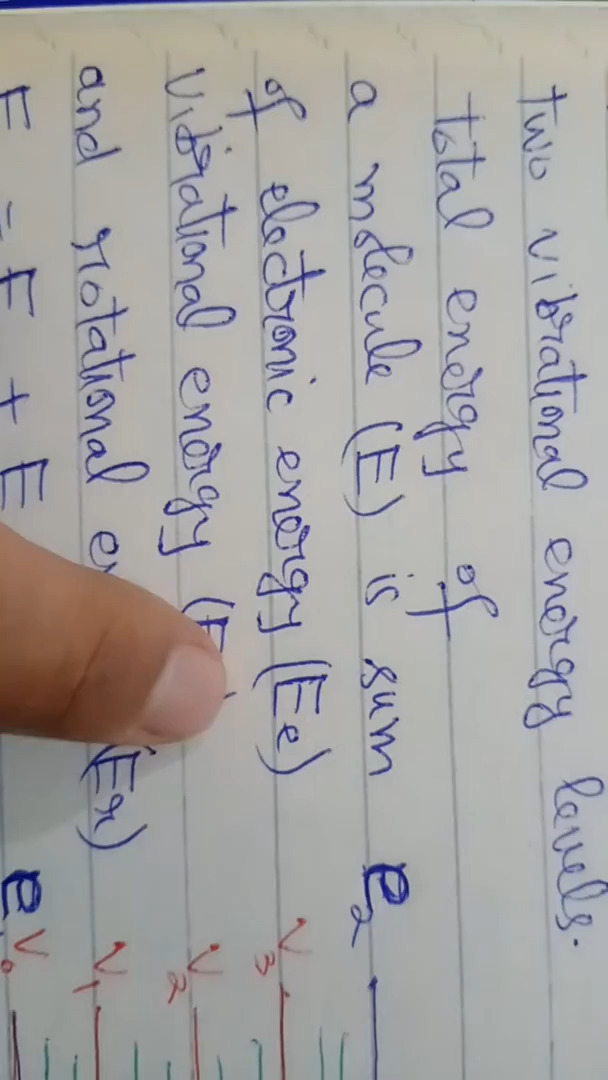 two vibrational energy levels.
total energy of
a molecule (E) is sum
of electronic energy (Ee)
vibrational energy
and rotational (Er)
E = E + E
e2
V3
V2
V1
e
V0